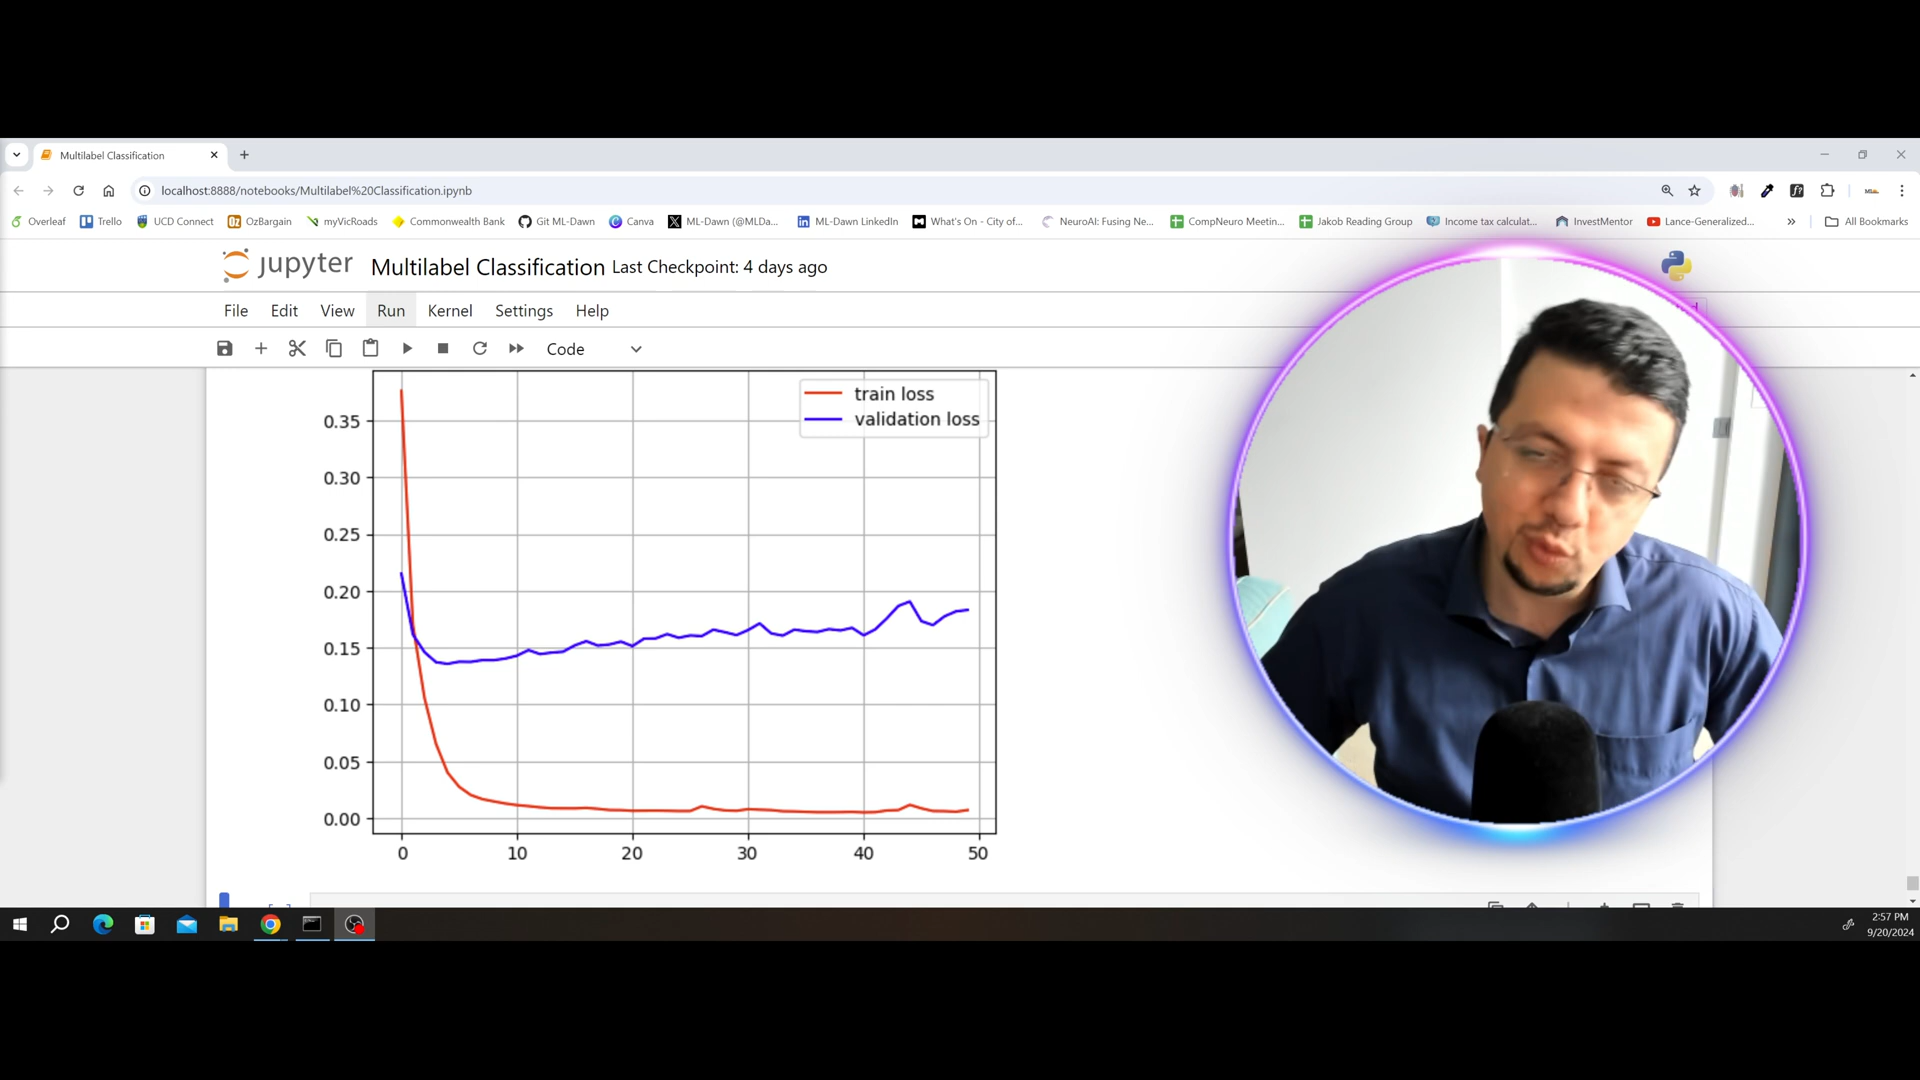 Multilabel Classification
localhost:8888/notebooks/Multilabel%20Classification.ipynb
Overleaf Trello UCD Connect OzBargain myVicRoads Commonwealth Bank Git ML-Dawn Canva ML-Dawn (@MLDa... ML-Dawn LinkedIn What's On - City of... NeuroAI: Fusing Ne... CompNeuro Meetin... Jakob Reading Group Income tax calculat... InvestMentor Lance-Generalized... » All Bookmarks
jupyter Multilabel Classification Last Checkpoint: 4 days ago
File Edit View Run Kernel Settings Help
Code
train loss
validation loss
0.35
0.30
0.25
0.20
0.15
0.10
0.05
0.00
0 10 20 30 40 50
2:57 PM
9/20/2024